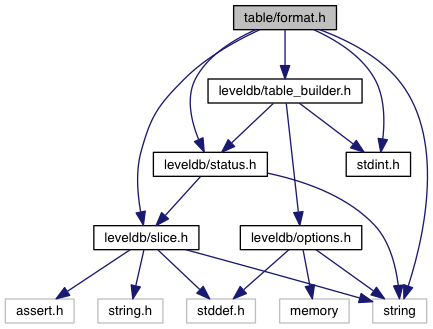 table/format.h
leveldb/table_builder.h
leveldb/status.h
stdint.h
leveldb/slice.h
leveldb/options.h
assert.h
string.h
stddef.h
memory
string